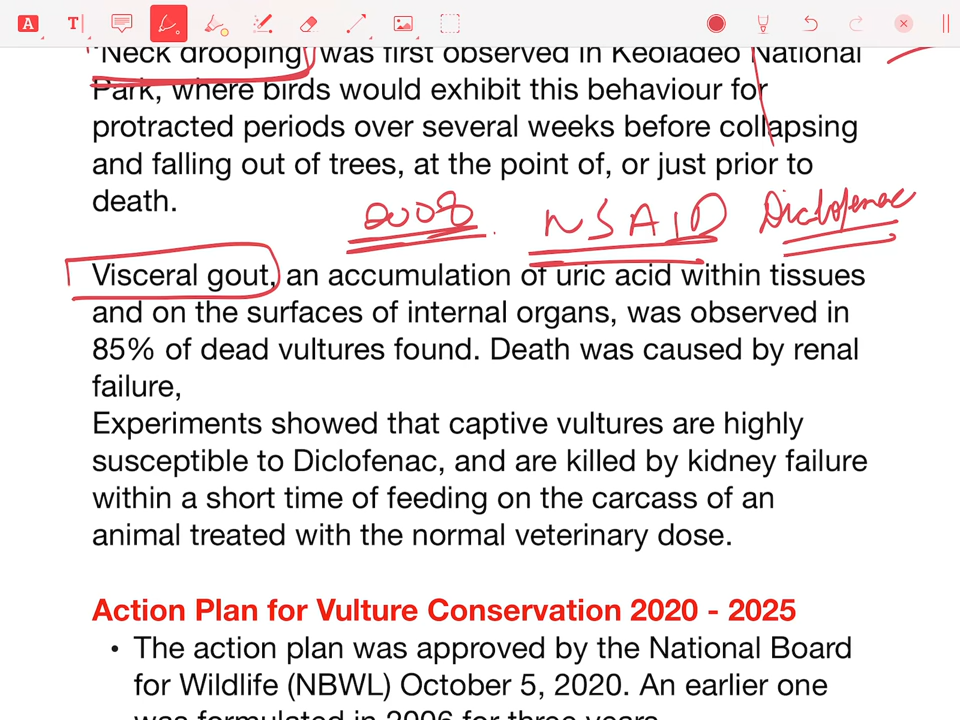 "Neck drooping, was first observed in Keoladeo National
Park, where birds would exhibit this behaviour for
protracted periods over several weeks before collapsing
and falling out of trees, at the point of, or just prior to
death.
2008. NSAID Diclofenac
Visceral gout, an accumulation of uric acid within tissues
and on the surfaces of internal organs, was observed in
85% of dead vultures found. Death was caused by renal
failure,
Experiments showed that captive vultures are highly
susceptible to Diclofenac, and are killed by kidney failure
within a short time of feeding on the carcass of an
animal treated with the normal veterinary dose.
Action Plan for Vulture Conservation 2020 - 2025
• The action plan was approved by the National Board
for Wildlife (NBWL) October 5, 2020. An earlier one
was formulated in 2006 for three years.